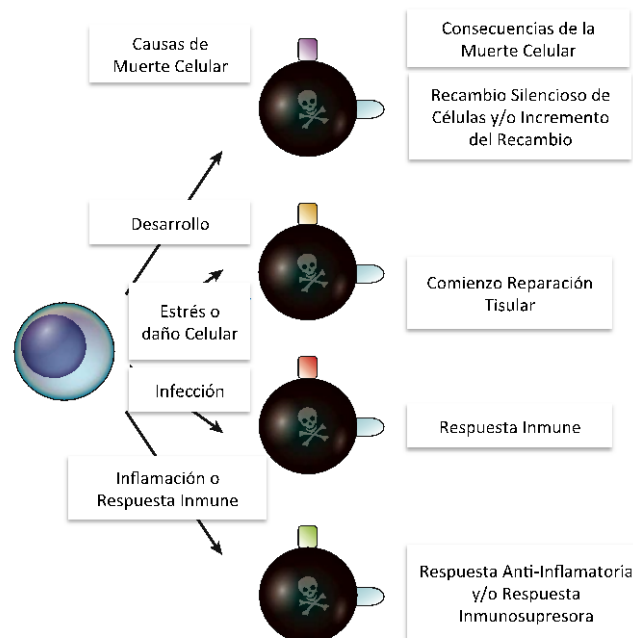 Causas de
Muerte Celular
Consecuencias de la
Muerte Celular
Recambio Silencioso de
Células y/o Incremento
del Recambio
Desarrollo
Estrés o
daño Celular
Comienzo Reparación
Tisular
Infección
Respuesta Inmune
Inflamación o
Respuesta Inmune
Respuesta Anti-Inflamatoria
y/o Respuesta
Inmunosupresora